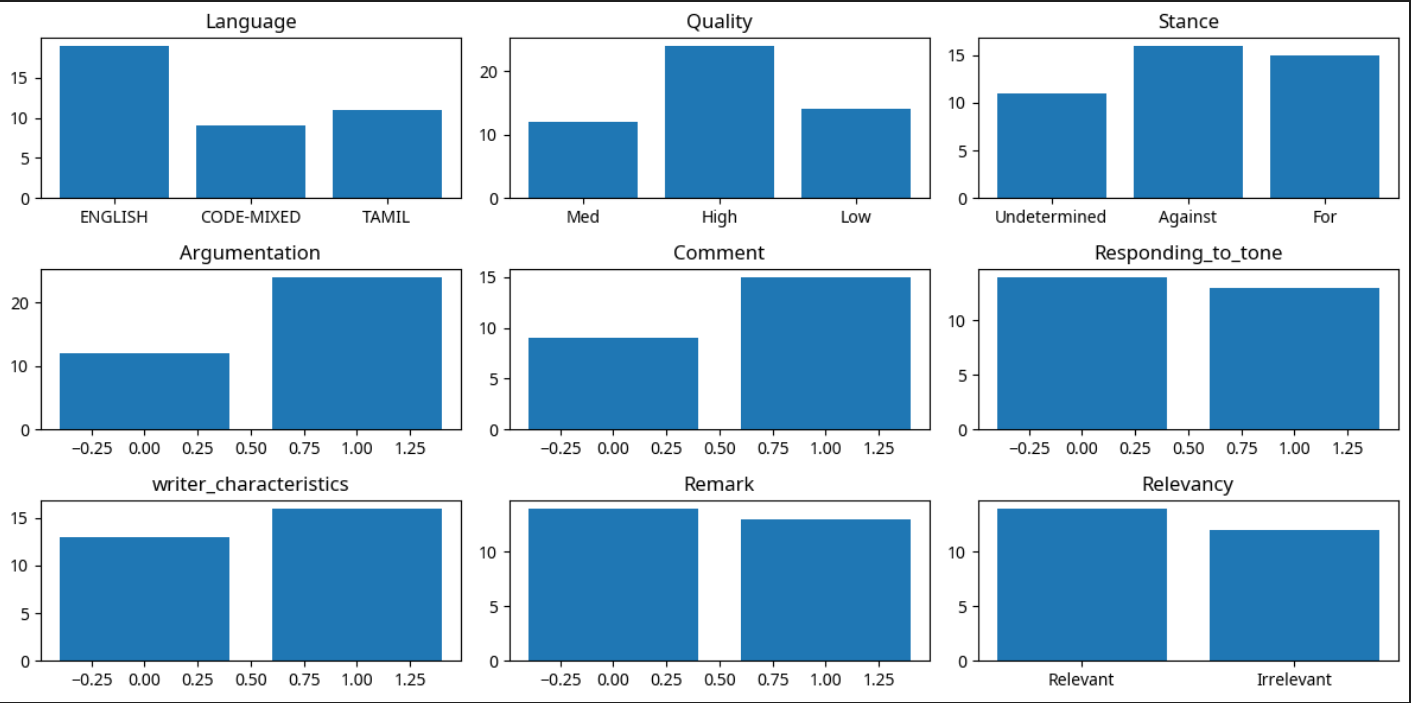 Language Quality Stance
15
10
5
0
ENGLISH CODE-MIXED TAMIL
20
10
0
Med High Low
15
10
5
0
Undetermined Against For
Argumentation Comment Responding_to_tone
20
10
0
−0.25 0.00 0.25 0.50 0.75 1.00 1.25
15
10
5
0
−0.25 0.00 0.25 0.50 0.75 1.00 1.25
10
5
0
−0.25 0.00 0.25 0.50 0.75 1.00 1.25
writer_characteristics Remark Relevancy
15
10
5
0
−0.25 0.00 0.25 0.50 0.75 1.00 1.25
10
5
0
−0.25 0.00 0.25 0.50 0.75 1.00 1.25
10
5
0
Relevant Irrelevant